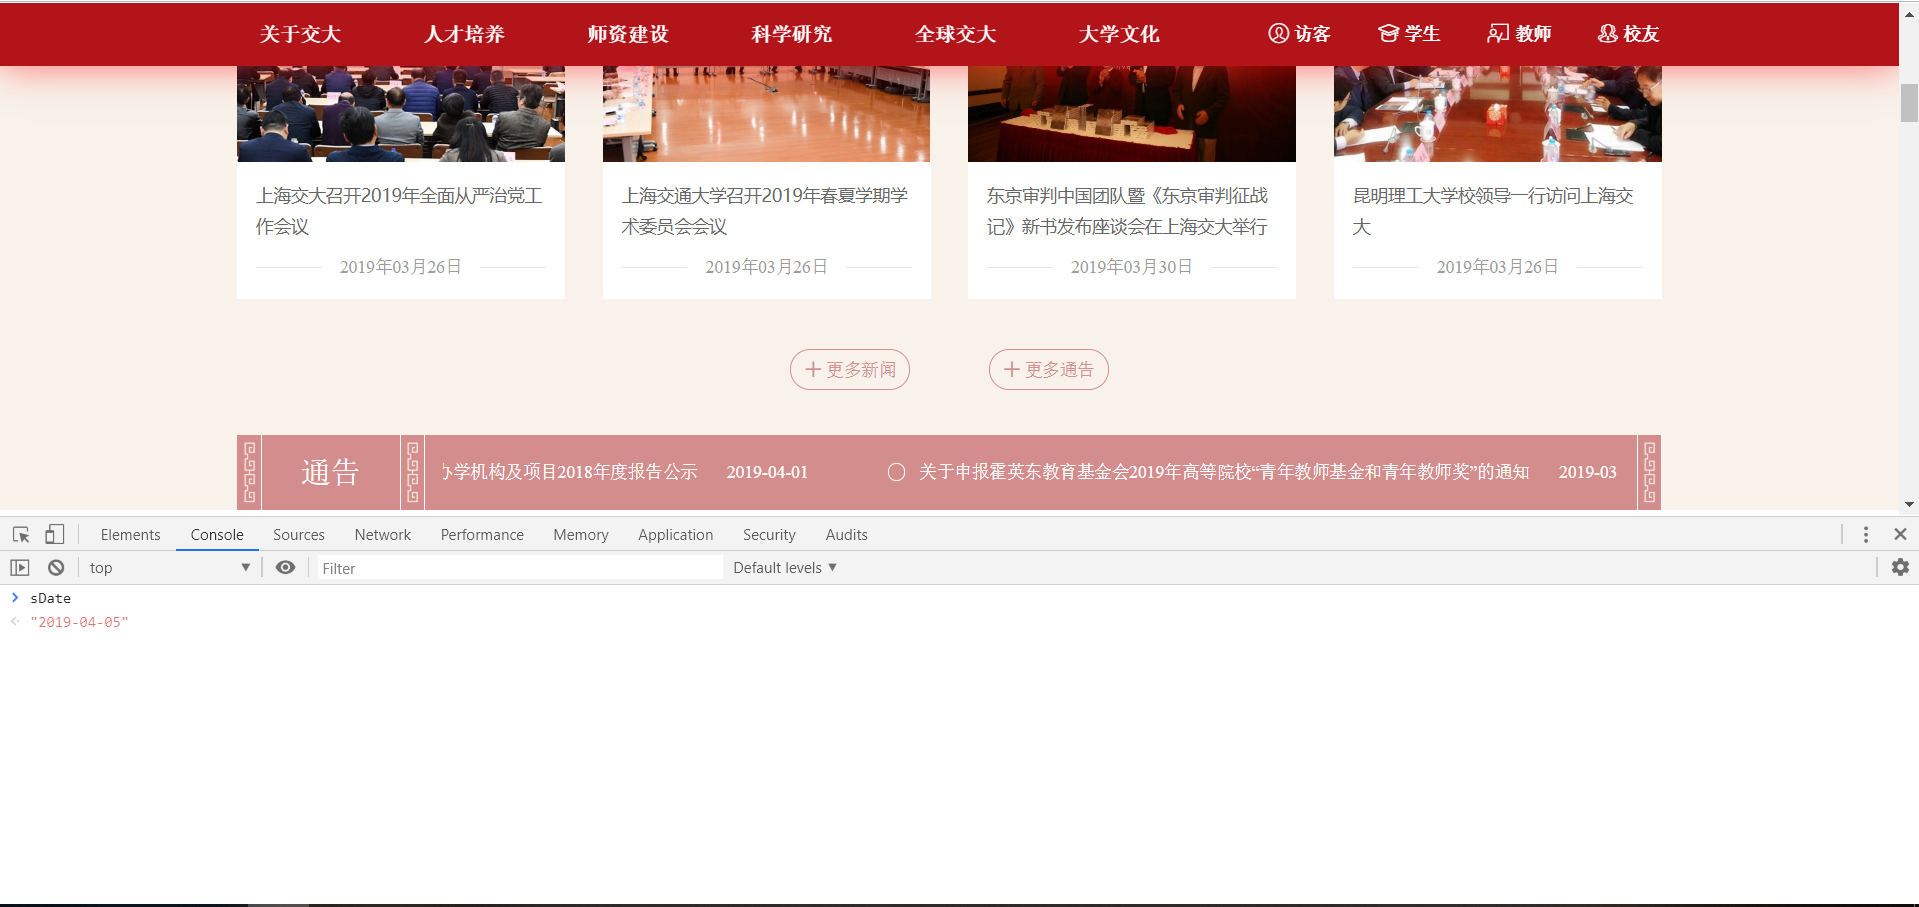 关于交大 人才培养 师资建设 科学研究 全球交大 大学文化 访客 学生 教师 校友
上海交大召开2019年全面从严治党工
作会议
2019年03月26日
上海交通大学召开2019年春夏学期学
术委员会会议
2019年03月26日
东京审判中国团队暨《东京审判征战
记》新书发布座谈会在上海交大举行
2019年03月30日
昆明理工大学校领导一行访问上海交
大
2019年03月26日
更多新闻 更多通告
通告 学机构及项目2018年度报告公示 2019-04-01 关于申报霍英东教育基金会2019年高等院校“青年教师基金和青年教师奖”的通知 2019-03
Elements Console Sources Network Performance Memory Application Security Audits
top Filter Default levels
sDate
"2019-04-05"